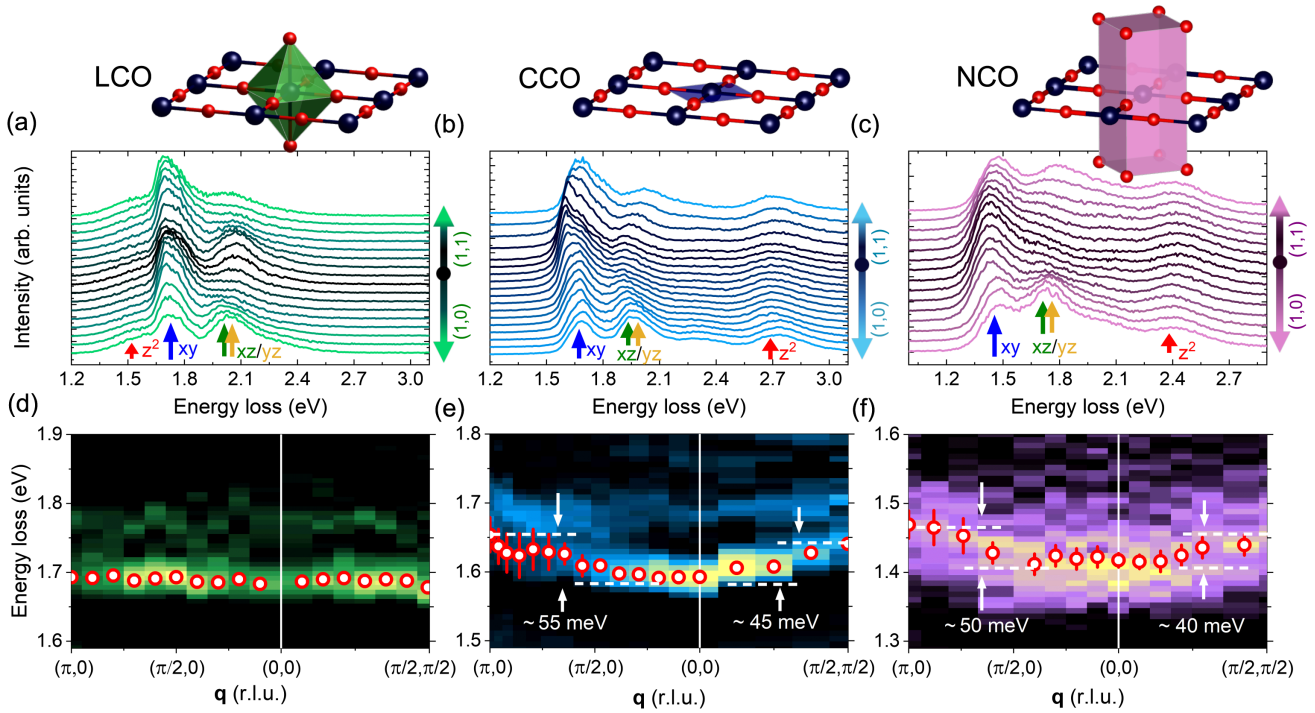 LCO
CCO
NCO
(a)
(b)
(c)
Intensity (arb. units)
(1,1)
(1,0)
(1,1)
(1,0)
(1,1)
(1,0)
z²
xy
xz/yz
xy
xz/yz
z²
xy
xz/yz
z²
1.2 1.5 1.8 2.1 2.4 2.7 3.0
1.2 1.5 1.8 2.1 2.4 2.7 3.0
1.5 1.8 2.1 2.4 2.7
Energy loss (eV)
Energy loss (eV)
Energy loss (eV)
(d)
(e)
(f)
Energy loss (eV)
1.9
1.8
1.7
1.6
1.8
1.7
1.6
1.5
1.6
1.5
1.4
1.3
~ 55 meV
~ 45 meV
~ 50 meV
~ 40 meV
(π,0) (π/2,0) (0,0) (π/2,π/2)
(π,0) (π/2,0) (0,0) (π/2,π/2)
(π,0) (π/2,0) (0,0) (π/2,π/2)
q (r.l.u.)
q (r.l.u.)
q (r.l.u.)